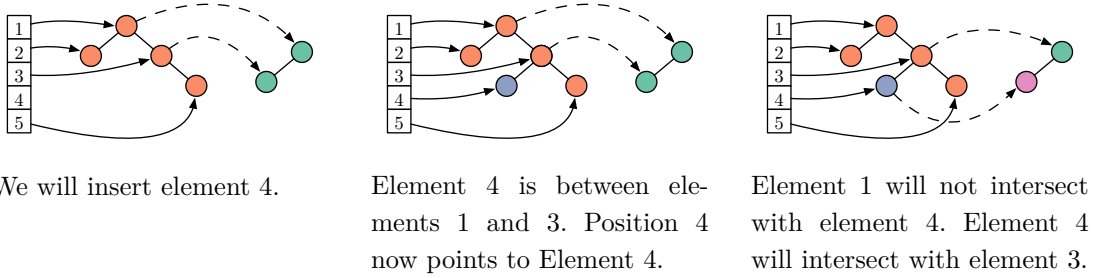 1
2
3
4
5
1
2
3
4
5
1
2
3
4
5
We will insert element 4.
Element 4 is between ele-
ments 1 and 3. Position 4
now points to Element 4.
Element 1 will not intersect
with element 4. Element 4
will intersect with element 3.